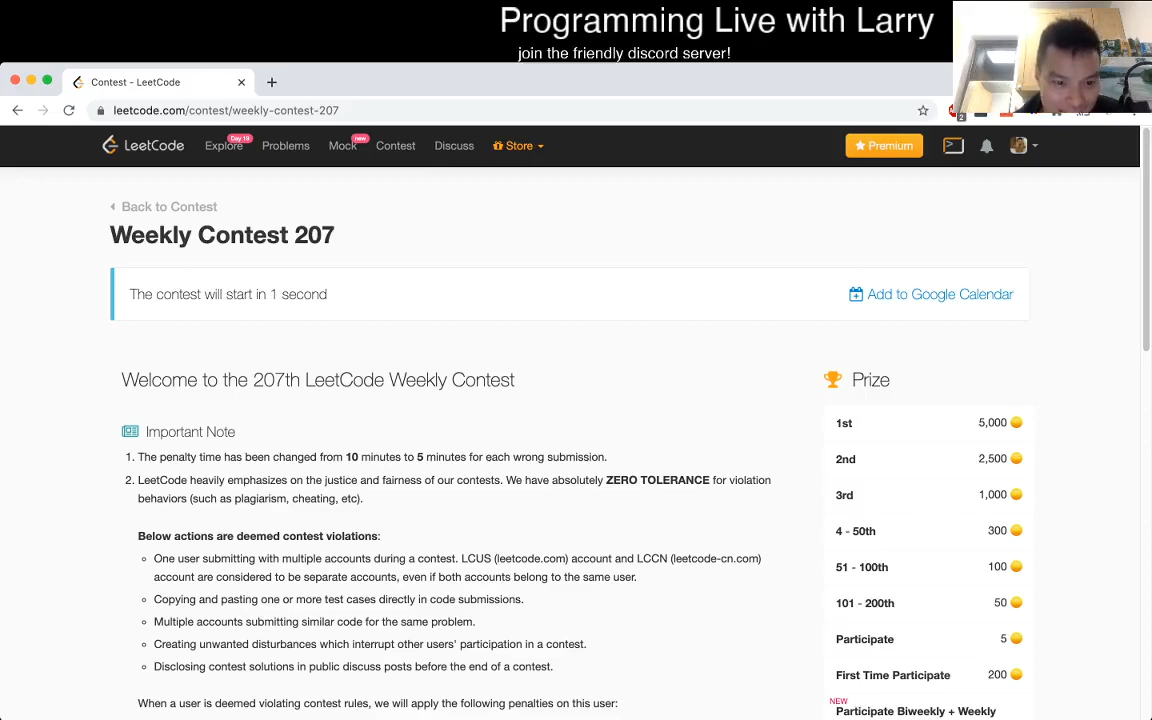 Programming Live with Larry
join the friendly discord server!
Contest - LeetCode
leetcode.com/contest/weekly-contest-207
2
LeetCode
Explore
Day 19
Problems
Mock
new
Contest
Discuss
Store
Premium
Back to Contest
Weekly Contest 207
The contest will start in 1 second
Add to Google Calendar
Welcome to the 207th LeetCode Weekly Contest
Important Note
1. The penalty time has been changed from 10 minutes to 5 minutes for each wrong submission.
2. LeetCode heavily emphasizes on the justice and fairness of our contests. We have absolutely ZERO TOLERANCE for violation
behaviors (such as plagiarism, cheating, etc).
Below actions are deemed contest violations:
One user submitting with multiple accounts during a contest. LCUS (leetcode.com) account and LCCN (leetcode-cn.com)
account are considered to be separate accounts, even if both accounts belong to the same user.
Copying and pasting one or more test cases directly in code submissions.
Multiple accounts submitting similar code for the same problem.
Creating unwanted disturbances which interrupt other users' participation in a contest.
Disclosing contest solutions in public discuss posts before the end of a contest.
When a user is deemed violating contest rules, we will apply the following penalties on this user:
Prize
1st 5,000
2nd 2,500
3rd 1,000
4 - 50th 300
51 - 100th 100
101 - 200th 50
Participate 5
First Time Participate 200
NEW
Participate Biweekly + Weekly